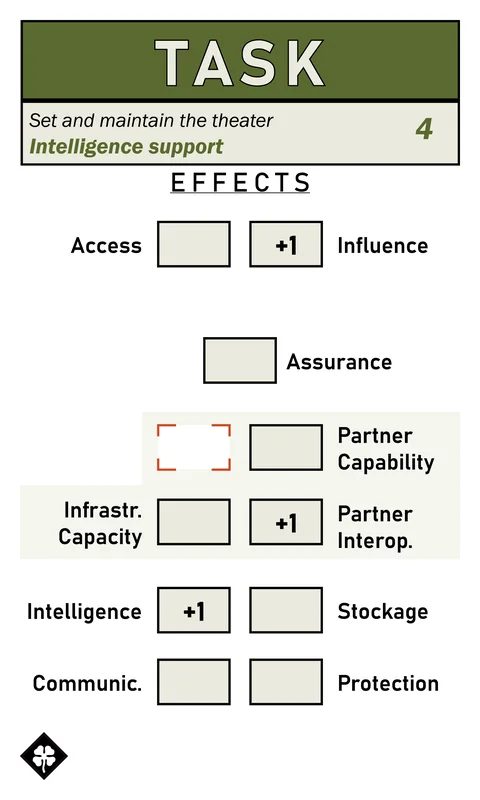 TASK
Set and maintain the theater
Intelligence support
4
EFFECTS
Access
+1
Influence
Assurance
Partner
Capability
Infrastr.
Capacity
+1
Partner
Interop.
Intelligence
+1
Stockage
Communic.
Protection